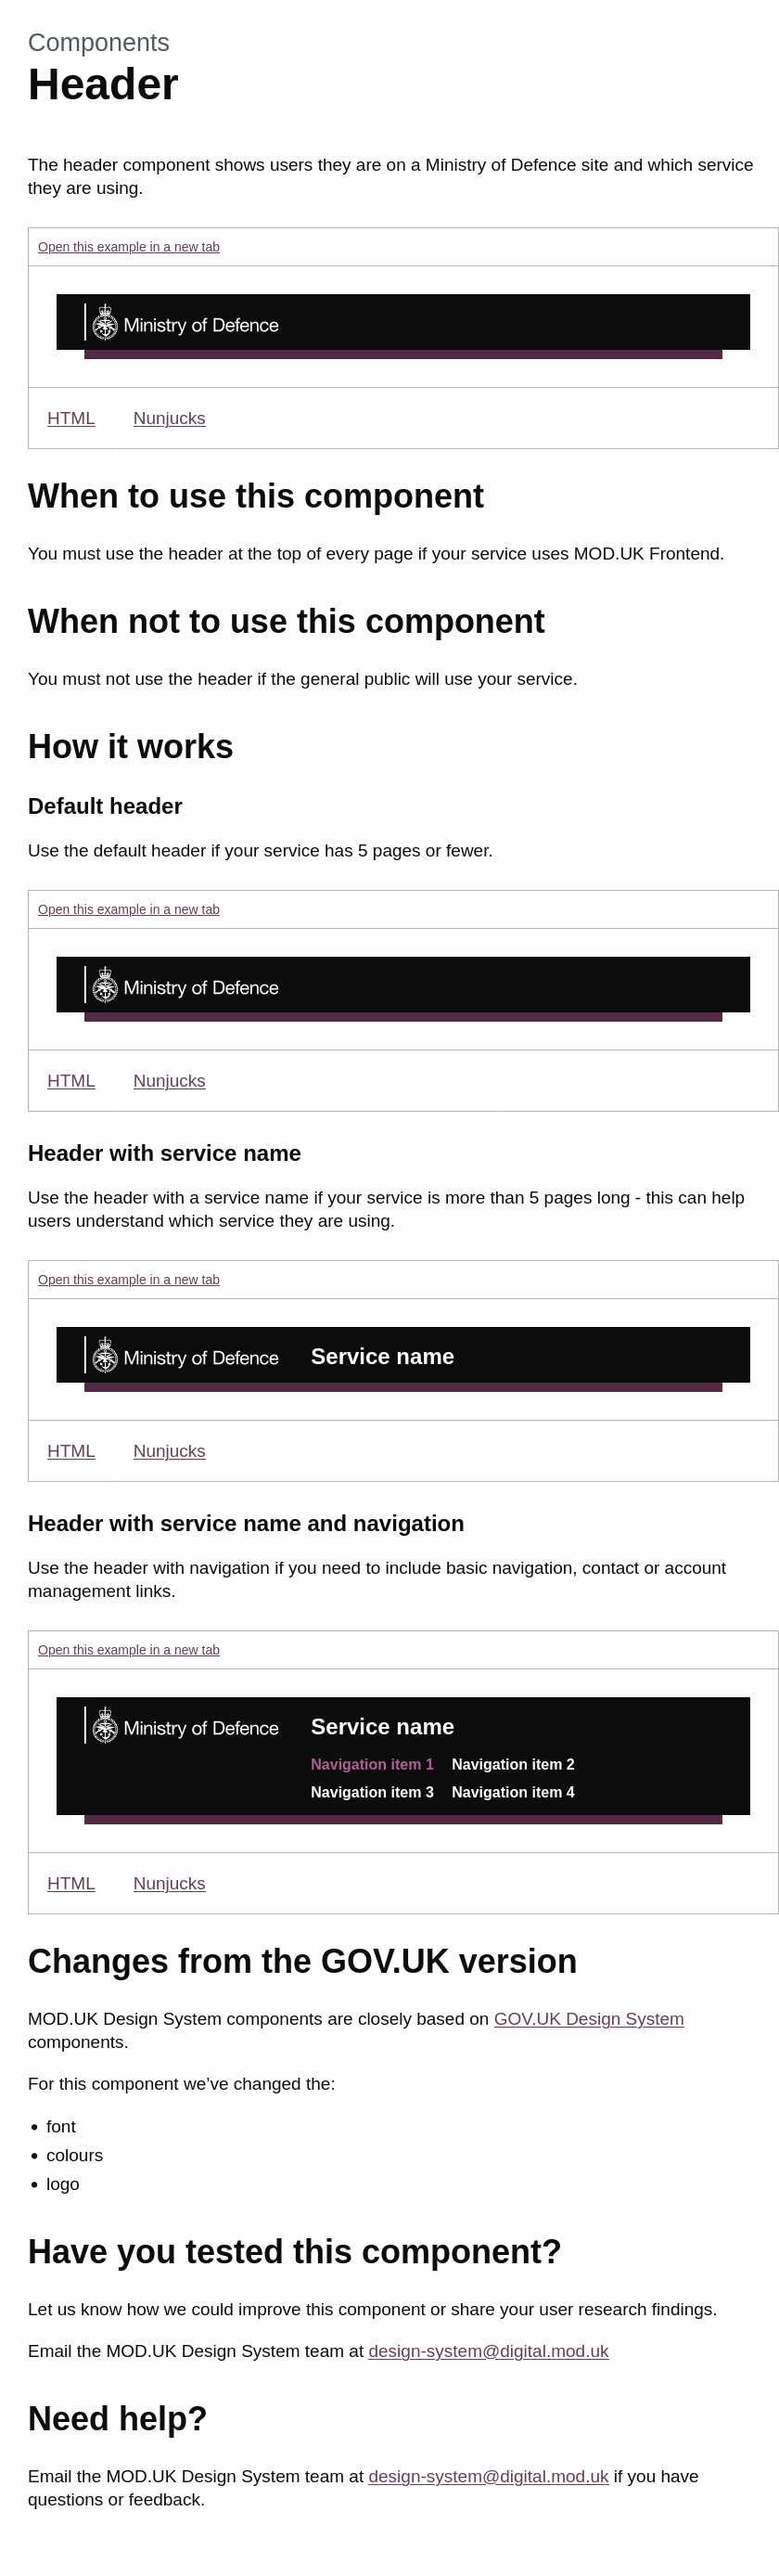 Components
Header
The header component shows users they are on a Ministry of Defence site and which service
they are using.
Open this example in a new tab
Ministry of Defence
HTML Nunjucks
When to use this component
You must use the header at the top of every page if your service uses MOD.UK Frontend.
When not to use this component
You must not use the header if the general public will use your service.
How it works
Default header
Use the default header if your service has 5 pages or fewer.
Open this example in a new tab
Ministry of Defence
HTML Nunjucks
Header with service name
Use the header with a service name if your service is more than 5 pages long - this can help
users understand which service they are using.
Open this example in a new tab
Ministry of Defence Service name
HTML Nunjucks
Header with service name and navigation
Use the header with navigation if you need to include basic navigation, contact or account
management links.
Open this example in a new tab
Ministry of Defence Service name
Navigation item 1 Navigation item 2
Navigation item 3 Navigation item 4
HTML Nunjucks
Changes from the GOV.UK version
MOD.UK Design System components are closely based on GOV.UK Design System
components.
For this component we’ve changed the:
• font
• colours
• logo
Have you tested this component?
Let us know how we could improve this component or share your user research findings.
Email the MOD.UK Design System team at design-system@digital.mod.uk
Need help?
Email the MOD.UK Design System team at design-system@digital.mod.uk if you have
questions or feedback.